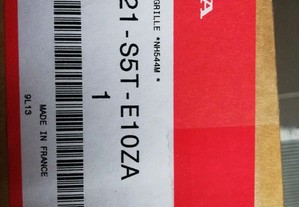 GRILLE *NH544M *
21-S5T-E10ZA
1
MADE IN FRANCE
9L13
A